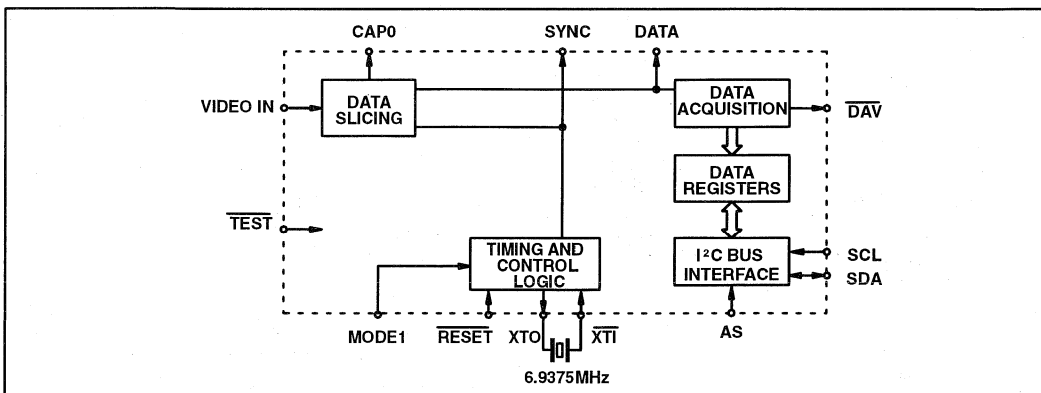 CAP0 SYNC DATA
VIDEO IN
DATA
SLICING
DATA
ACQUISITION
DAV
DATA
REGISTERS
TEST
TIMING AND
CONTROL
LOGIC
I²C BUS
INTERFACE
SCL
SDA
MODE1 RESET XTO XTI AS
6.9375MHz